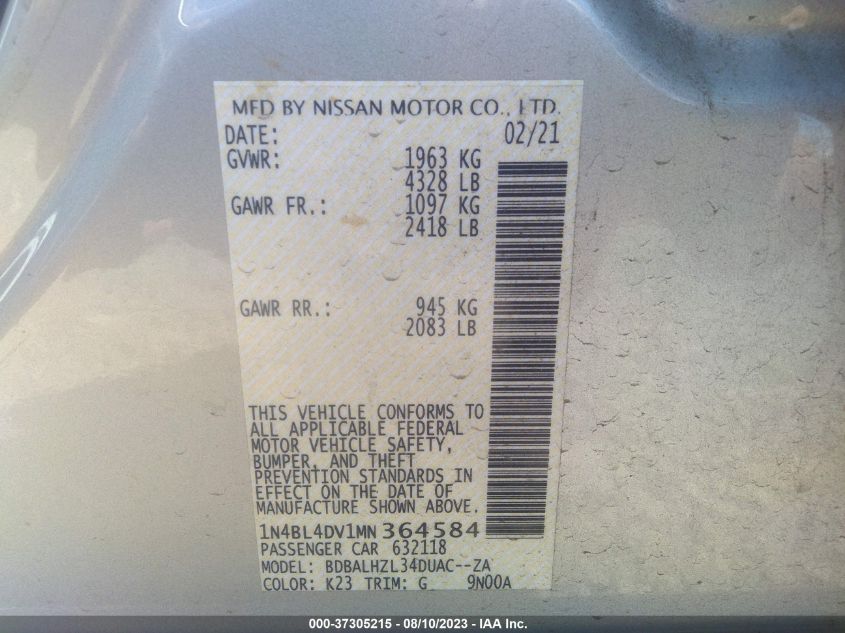 MFD BY NISSAN MOTOR CO., LTD.
DATE: 02/21
GVWR: 1963 KG
4328 LB
GAWR FR.: 1097 KG
2418 LB
GAWR RR.: 945 KG
2083 LB
THIS VEHICLE CONFORMS TO
ALL APPLICABLE FEDERAL
MOTOR VEHICLE SAFETY,
BUMPER, AND THEFT
PREVENTION STANDARDS IN
EFFECT ON THE DATE OF
MANUFACTURE SHOWN ABOVE.
1N4BL4DV1MN364584
PASSENGER CAR 632118
MODEL: BDBALHZL34DUAC--ZA
COLOR: K23 TRIM: G 9N00A
000-37305215 - 08/10/2023 - IAA Inc.